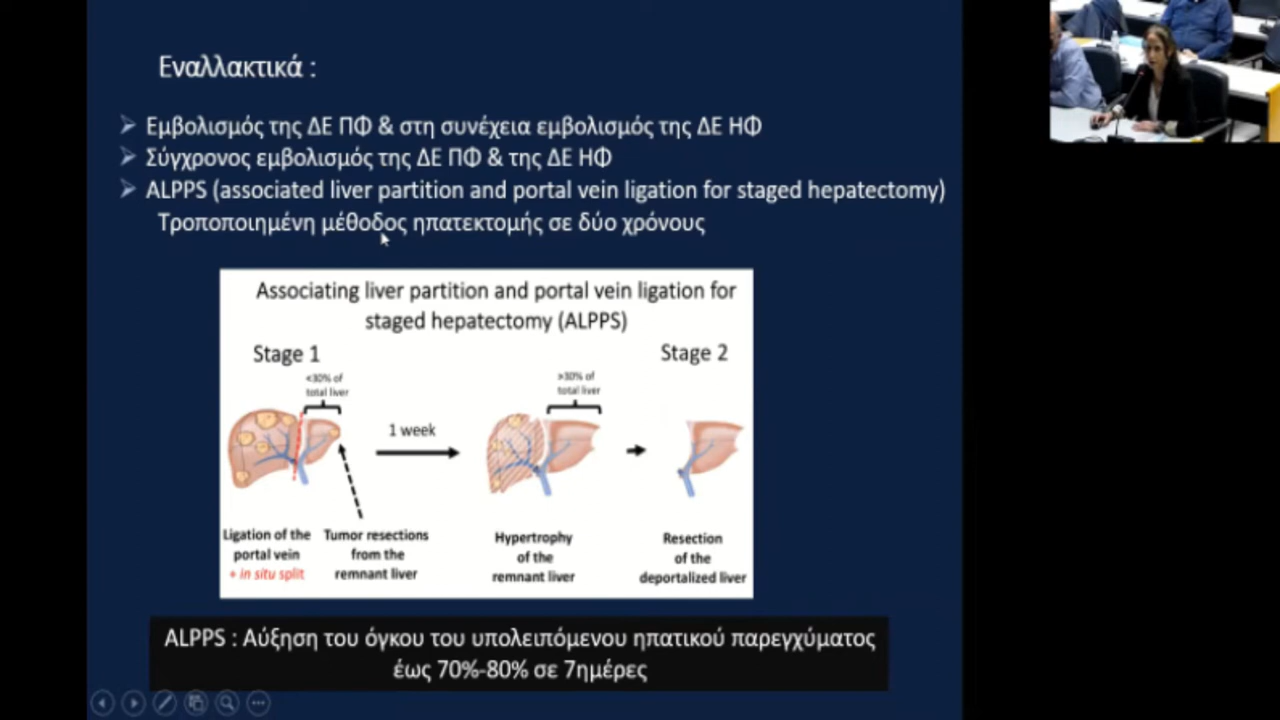 Εναλλακτικά :
Εμβολισμός της ΔΕ ΠΦ & στη συνέχεια εμβολισμός της ΔΕ ΗΦ
Σύγχρονος εμβολισμός της ΔΕ ΠΦ & της ΔΕ ΗΦ
ALPPS (associated liver partition and portal vein ligation for staged hepatectomy)
Τροποποιημένη μέθοδος ηπατεκτομής σε δύο χρόνους
Associating liver partition and portal vein ligation for
staged hepatectomy (ALPPS)
Stage 1
Stage 2
<30% of
total liver
>30% of
total liver
1 week
Ligation of the
portal vein
+ in situ split
Tumor resections
from the
remnant liver
Hypertrophy
of the
remnant liver
Resection
of the
deportalized liver
ALPPS : Αύξηση του όγκου του υπολειπόμενου ηπατικού παρεγχύματος
έως 70%-80% σε 7ημέρες